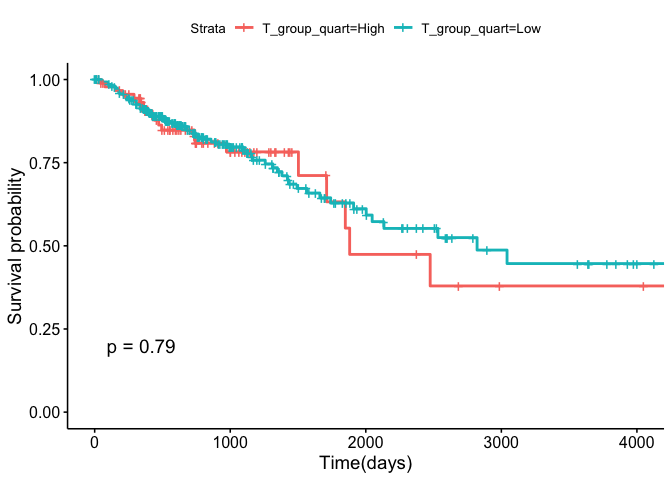 Strata T_group_quart=High T_group_quart=Low
1.00
0.75
0.50
0.25
0.00
Survival probability
p = 0.79
0 1000 2000 3000 4000
Time(days)